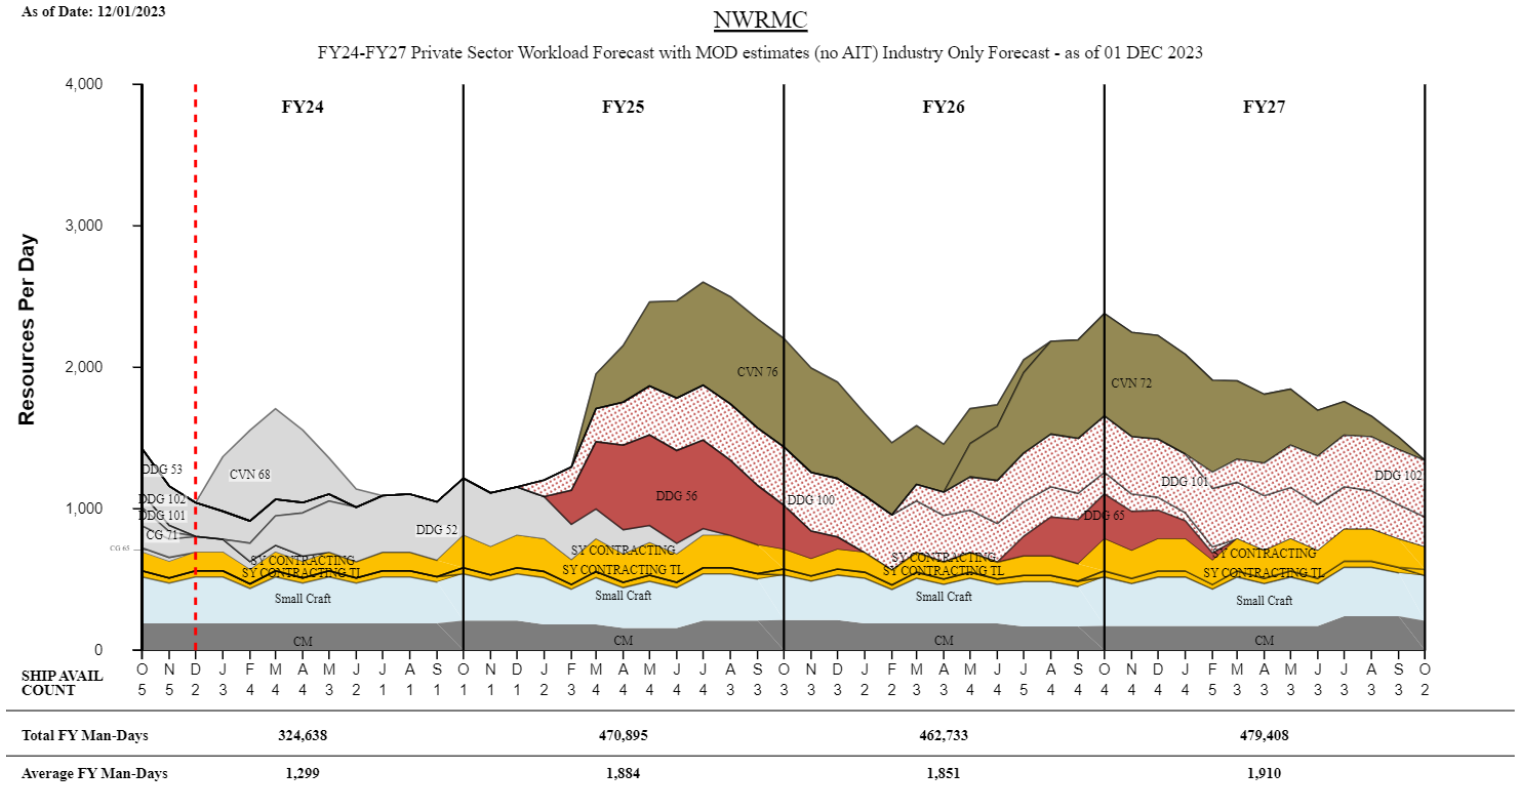 As of Date: 12/01/2023
NWRMC
FY24-FY27 Private Sector Workload Forecast with MOD estimates (no AIT) Industry Only Forecast - as of 01 DEC 2023
4,000
FY24 FY25 FY26 FY27
3,000
Resources Per Day
2,000
CVN 76
CVN 72
DDG 53
CVN 68
DDG 102
DDG 101
DDG 102
DDG 56
DDG 100
1,000
DDG 101
DDG 65
CG 71
DDG 52
CG 65
SY CONTRACTING SY CONTRACTING SY CONTRACTING SY CONTRACTING
SY CONTRACTING TL SY CONTRACTING TL SY CONTRACTING TL SY CONTRACTING TL
Small Craft Small Craft Small Craft Small Craft
CM CM CM CM
0
O N D J F M A M J J A S O N D J F M A M J J A S O N D J F M A M J J A S O N D J F M A M J J A S O
SHIP AVAIL
COUNT
5 5 2 3 4 4 4 3 2 1 1 1 1 1 1 2 3 4 4 4 4 4 3 3 3 3 3 2 2 3 3 4 4 5 4 4 4 4 4 4 5 3 3 3 3 3 3 3 2
Total FY Man-Days 324,638 470,895 462,733 479,408
Average FY Man-Days 1,299 1,884 1,851 1,910